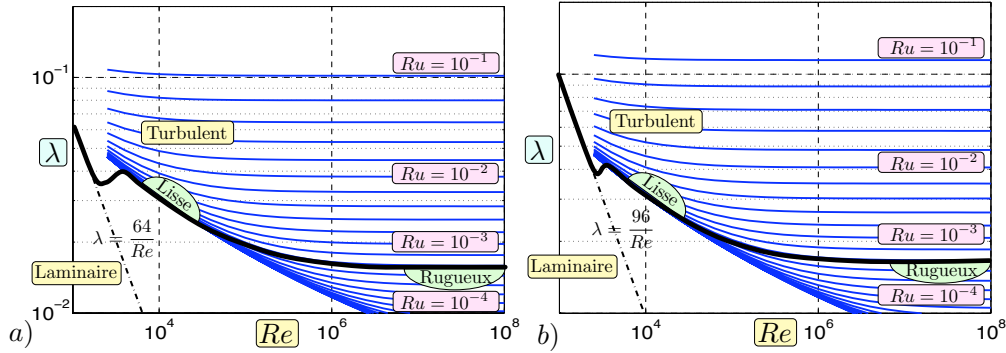 Ru = 10⁻¹
10⁻¹
Turbulent
λ
Ru = 10⁻²
Lisse
λ = 64/Re
Ru = 10⁻³
Laminaire
Rugueux
Ru = 10⁻⁴
10⁻²
a)
10⁴
Re
10⁶
10⁸
Ru = 10⁻¹
Turbulent
λ
Ru = 10⁻²
Lisse
λ = 96/Re
Ru = 10⁻³
Laminaire
Rugueux
Ru = 10⁻⁴
b)
10⁴
Re
10⁶
10⁸